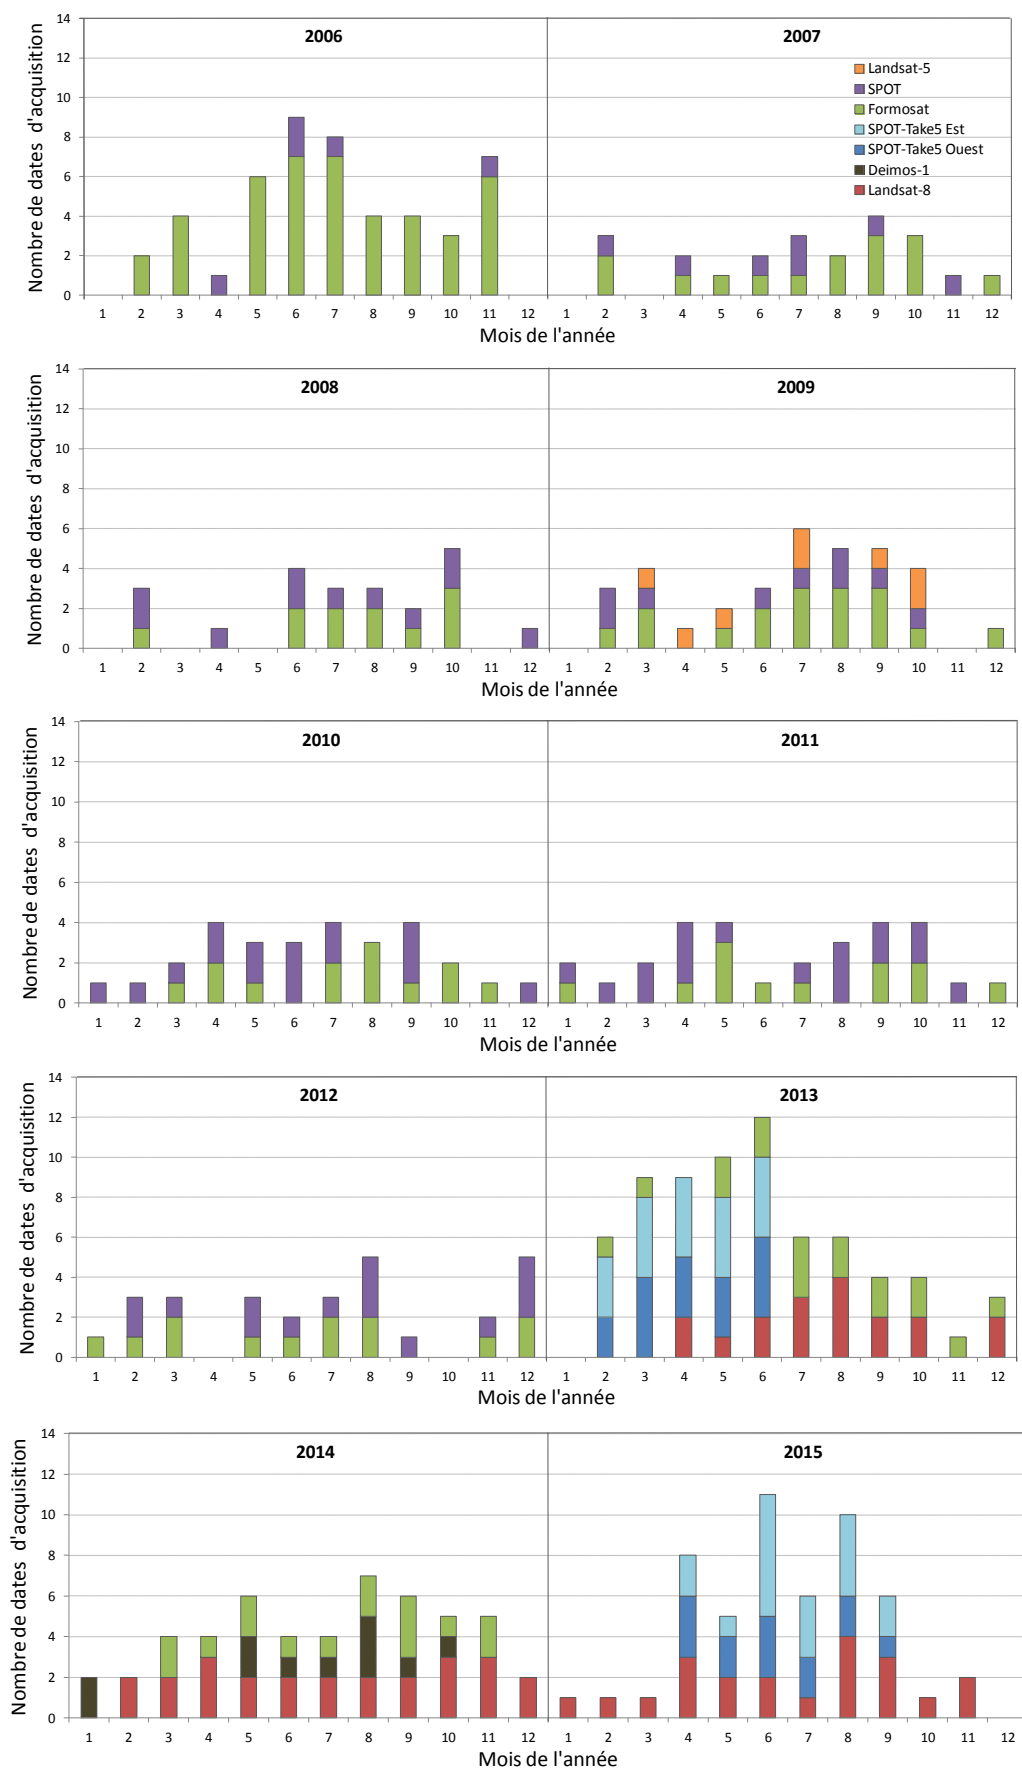 Nombre de dates d'acquisition
14
12
10
8
6
4
2
0
2006
2007
Landsat-5
SPOT
Formosat
SPOT-Take5 Est
SPOT-Take5 Ouest
Deimos-1
Landsat-8
1 2 3 4 5 6 7 8 9 10 11 12 1 2 3 4 5 6 7 8 9 10 11 12
Mois de l'année
Nombre de dates d'acquisition
14
12
10
8
6
4
2
0
2008
2009
1 2 3 4 5 6 7 8 9 10 11 12 1 2 3 4 5 6 7 8 9 10 11 12
Mois de l'année
Nombre de dates d'acquisition
14
12
10
8
6
4
2
0
2010
2011
1 2 3 4 5 6 7 8 9 10 11 12 1 2 3 4 5 6 7 8 9 10 11 12
Mois de l'année
Nombre de dates d'acquisition
14
12
10
8
6
4
2
0
2012
2013
1 2 3 4 5 6 7 8 9 10 11 12 1 2 3 4 5 6 7 8 9 10 11 12
Mois de l'année
Nombre de dates d'acquisition
14
12
10
8
6
4
2
0
2014
2015
1 2 3 4 5 6 7 8 9 10 11 12 1 2 3 4 5 6 7 8 9 10 11 12
Mois de l'année